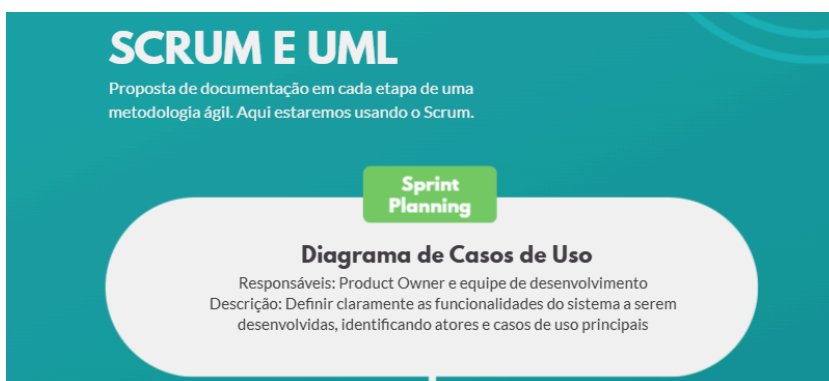 SCRUM E UML
Proposta de documentação em cada etapa de uma
metodologia ágil. Aqui estaremos usando o Scrum.
Sprint
Planning
Diagrama de Casos de Uso
Responsáveis: Product Owner e equipe de desenvolvimento
Descrição: Definir claramente as funcionalidades do sistema a serem
desenvolvidas, identificando atores e casos de uso principais